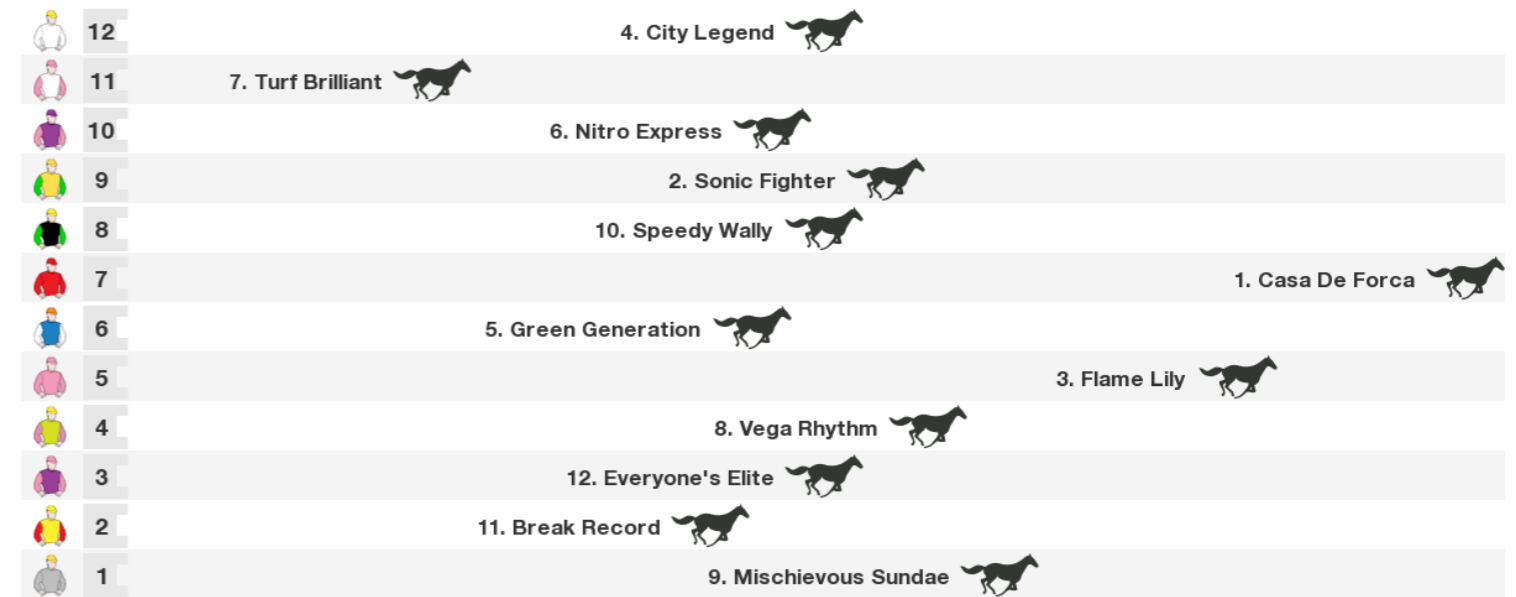 12 4. City Legend
11 7. Turf Brilliant
10 6. Nitro Express
9 2. Sonic Fighter
8 10. Speedy Wally
7 1. Casa De Forca
6 5. Green Generation
5 3. Flame Lily
4 8. Vega Rhythm
3 12. Everyone's Elite
2 11. Break Record
1 9. Mischievous Sundae